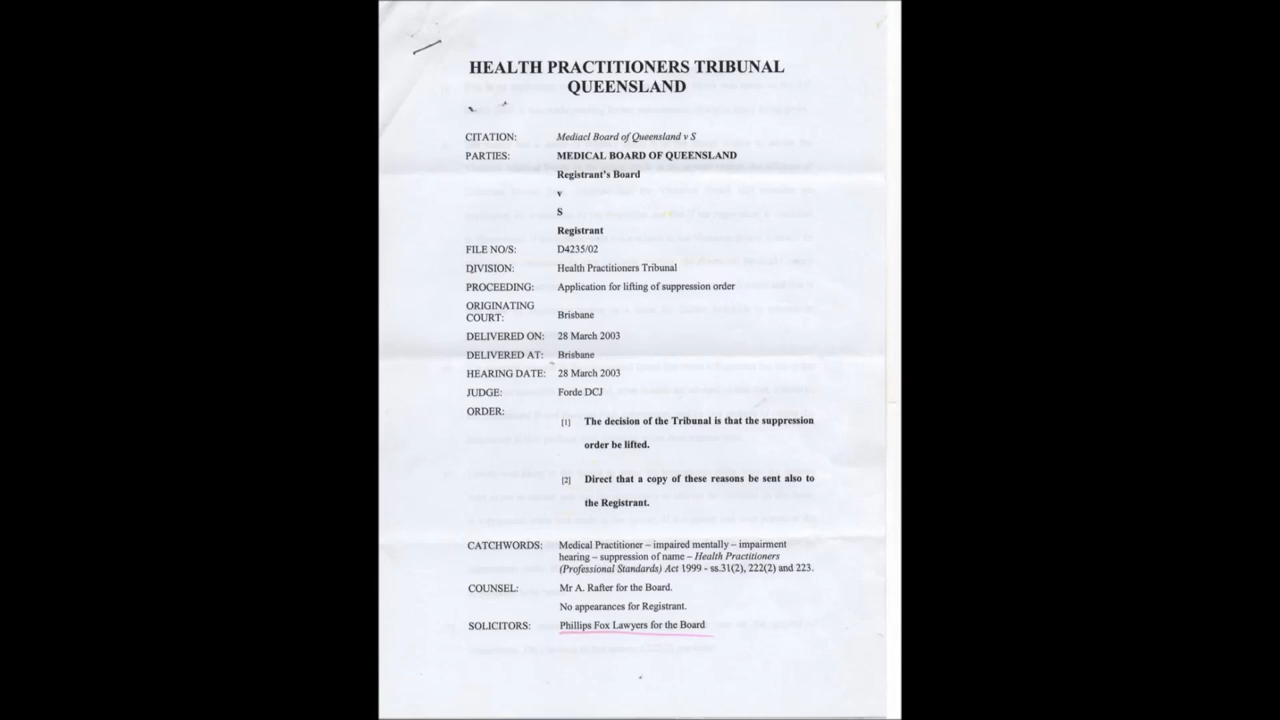 HEALTH PRACTITIONERS TRIBUNAL
QUEENSLAND
CITATION: Mediacl Board of Queensland v S
PARTIES: MEDICAL BOARD OF QUEENSLAND
Registrant's Board
v
S
Registrant
FILE NO/S: D4235/02
DIVISION: Health Practitioners Tribunal
PROCEEDING: Application for lifting of suppression order
ORIGINATING
COURT: Brisbane
DELIVERED ON: 28 March 2003
DELIVERED AT: Brisbane
HEARING DATE: 28 March 2003
JUDGE: Forde DCJ
ORDER:
[1] The decision of the Tribunal is that the suppression
order be lifted.
[2] Direct that a copy of these reasons be sent also to
the Registrant.
CATCHWORDS: Medical Practitioner – impaired mentally – impairment
hearing – suppression of name – Health Practitioners
(Professional Standards) Act 1999 - ss.31(2), 222(2) and 223.
COUNSEL: Mr A. Rafter for the Board.
No appearances for Registrant.
SOLICITORS: Phillips Fox Lawyers for the Board